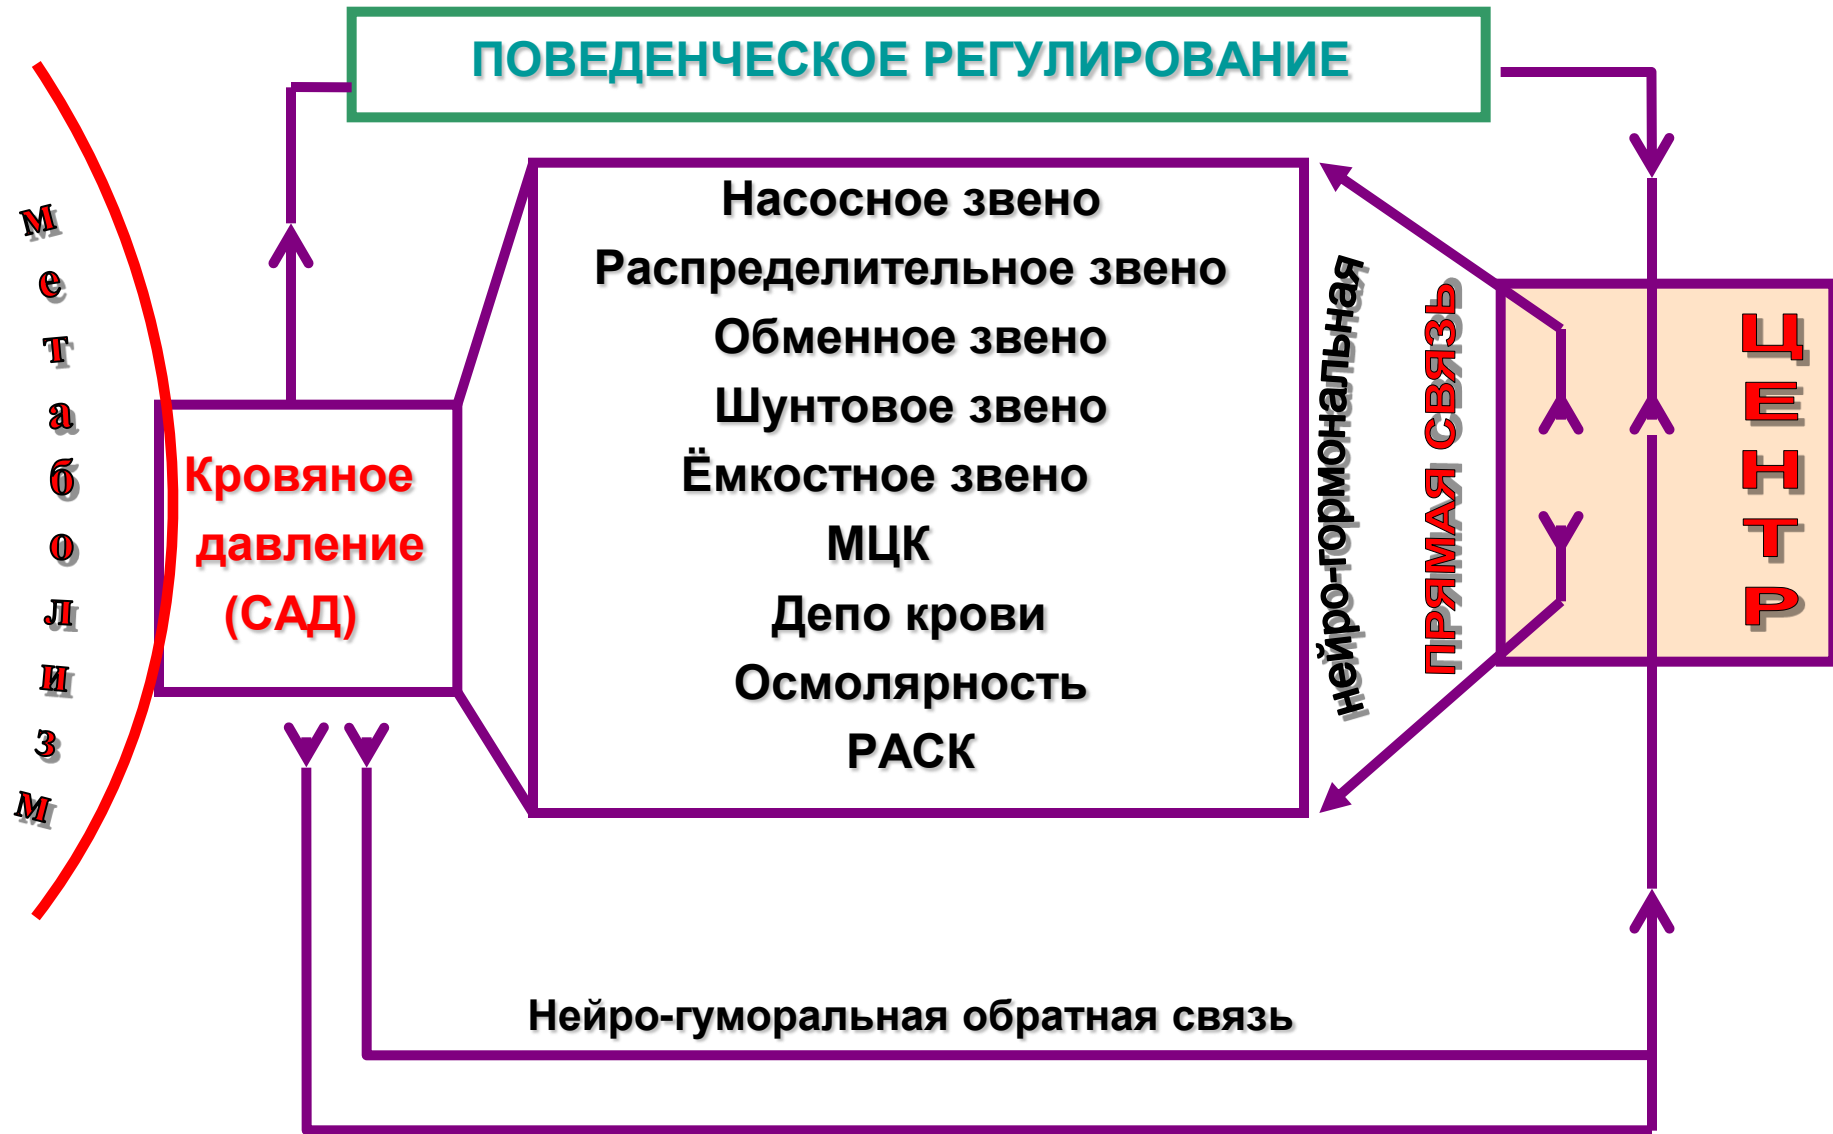 ПОВЕДЕНЧЕСКОЕ РЕГУЛИРОВАНИЕ
метаболизм
Кровяное
давление
(САД)
Насосное звено
Распределительное звено
Обменное звено
Шунтовое звено
Ёмкостное звено
МЦК
Депо крови
Осмолярность
РАСК
нейро-гормональная
ПРЯМАЯ СВЯЗЬ
ЦЕНТР
Нейро-гуморальная обратная связь